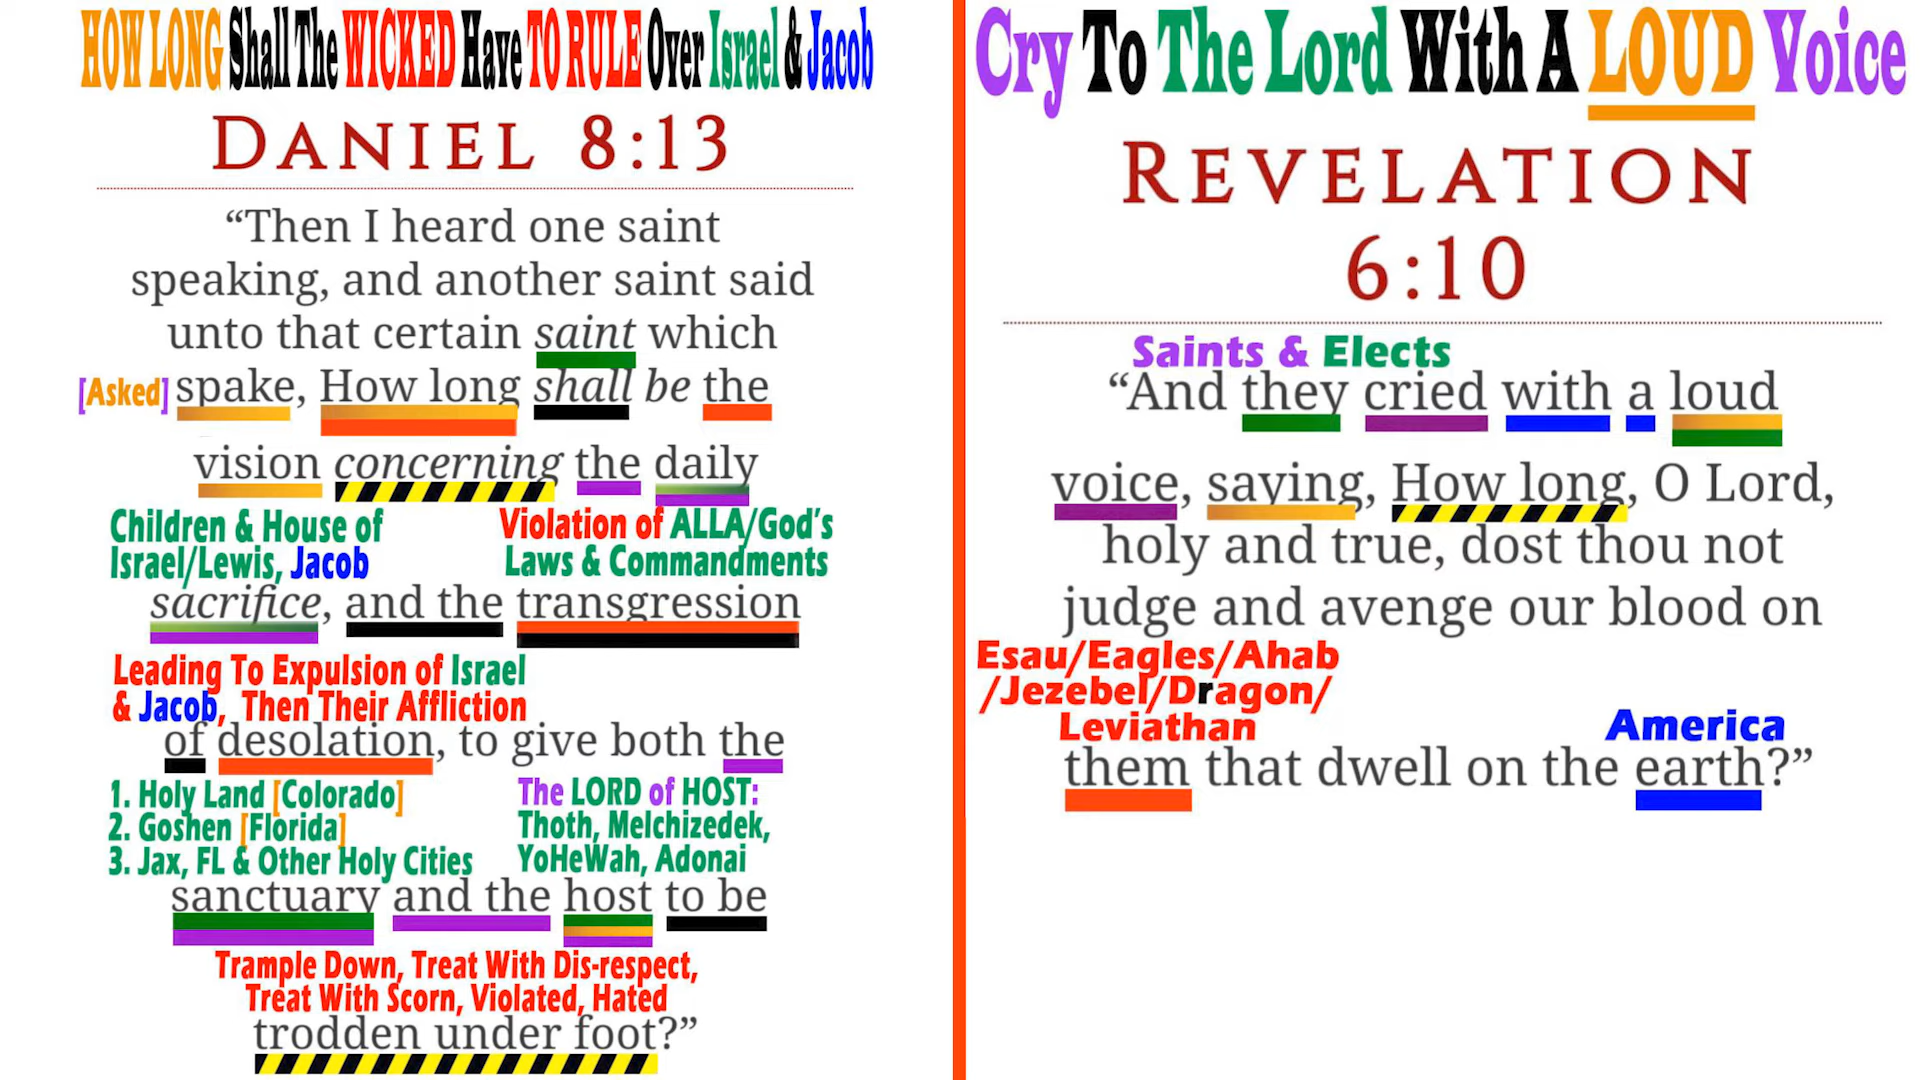 HOW LONG Shall The WICKED Have TO RULE Over Israel & Jacob
DANIEL 8:13
“Then I heard one saint
speaking, and another saint said
unto that certain saint which
[Asked] spake, How long shall be the
vision concerning the daily
Children & House of
Israel/Lewis, Jacob
Violation of ALLA/God's
Laws & Commandments
sacrifice, and the transgression
Leading To Expulsion of Israel
& Jacob, Then Their Affliction
of desolation, to give both the
1. Holy Land [Colorado]
2. Goshen [Florida]
3. Jax, FL & Other Holy Cities
The LORD of HOST:
Thoth, Melchizedek,
YoHeWah, Adonai
sanctuary and the host to be
Trample Down, Treat With Dis-respect,
Treat With Scorn, Violated, Hated
trodden under foot?”
Cry To The Lord With A LOUD Voice
REVELATION
6:10
Saints & Elects
“And they cried with a loud
voice, saying, How long, O Lord,
holy and true, dost thou not
judge and avenge our blood on
Esau/Eagles/Ahab
/Jezebel/Dragon/
Leviathan
America
them that dwell on the earth?”